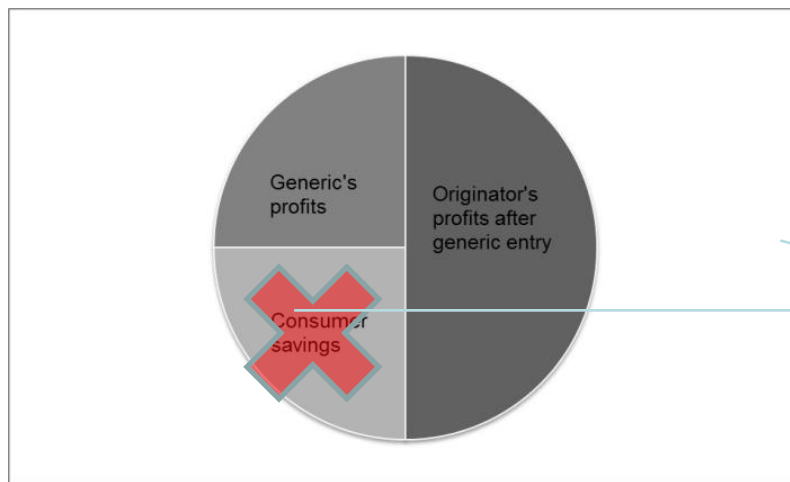 Generic's
profits
Originator's
profits after
generic entry
Consumer
savings